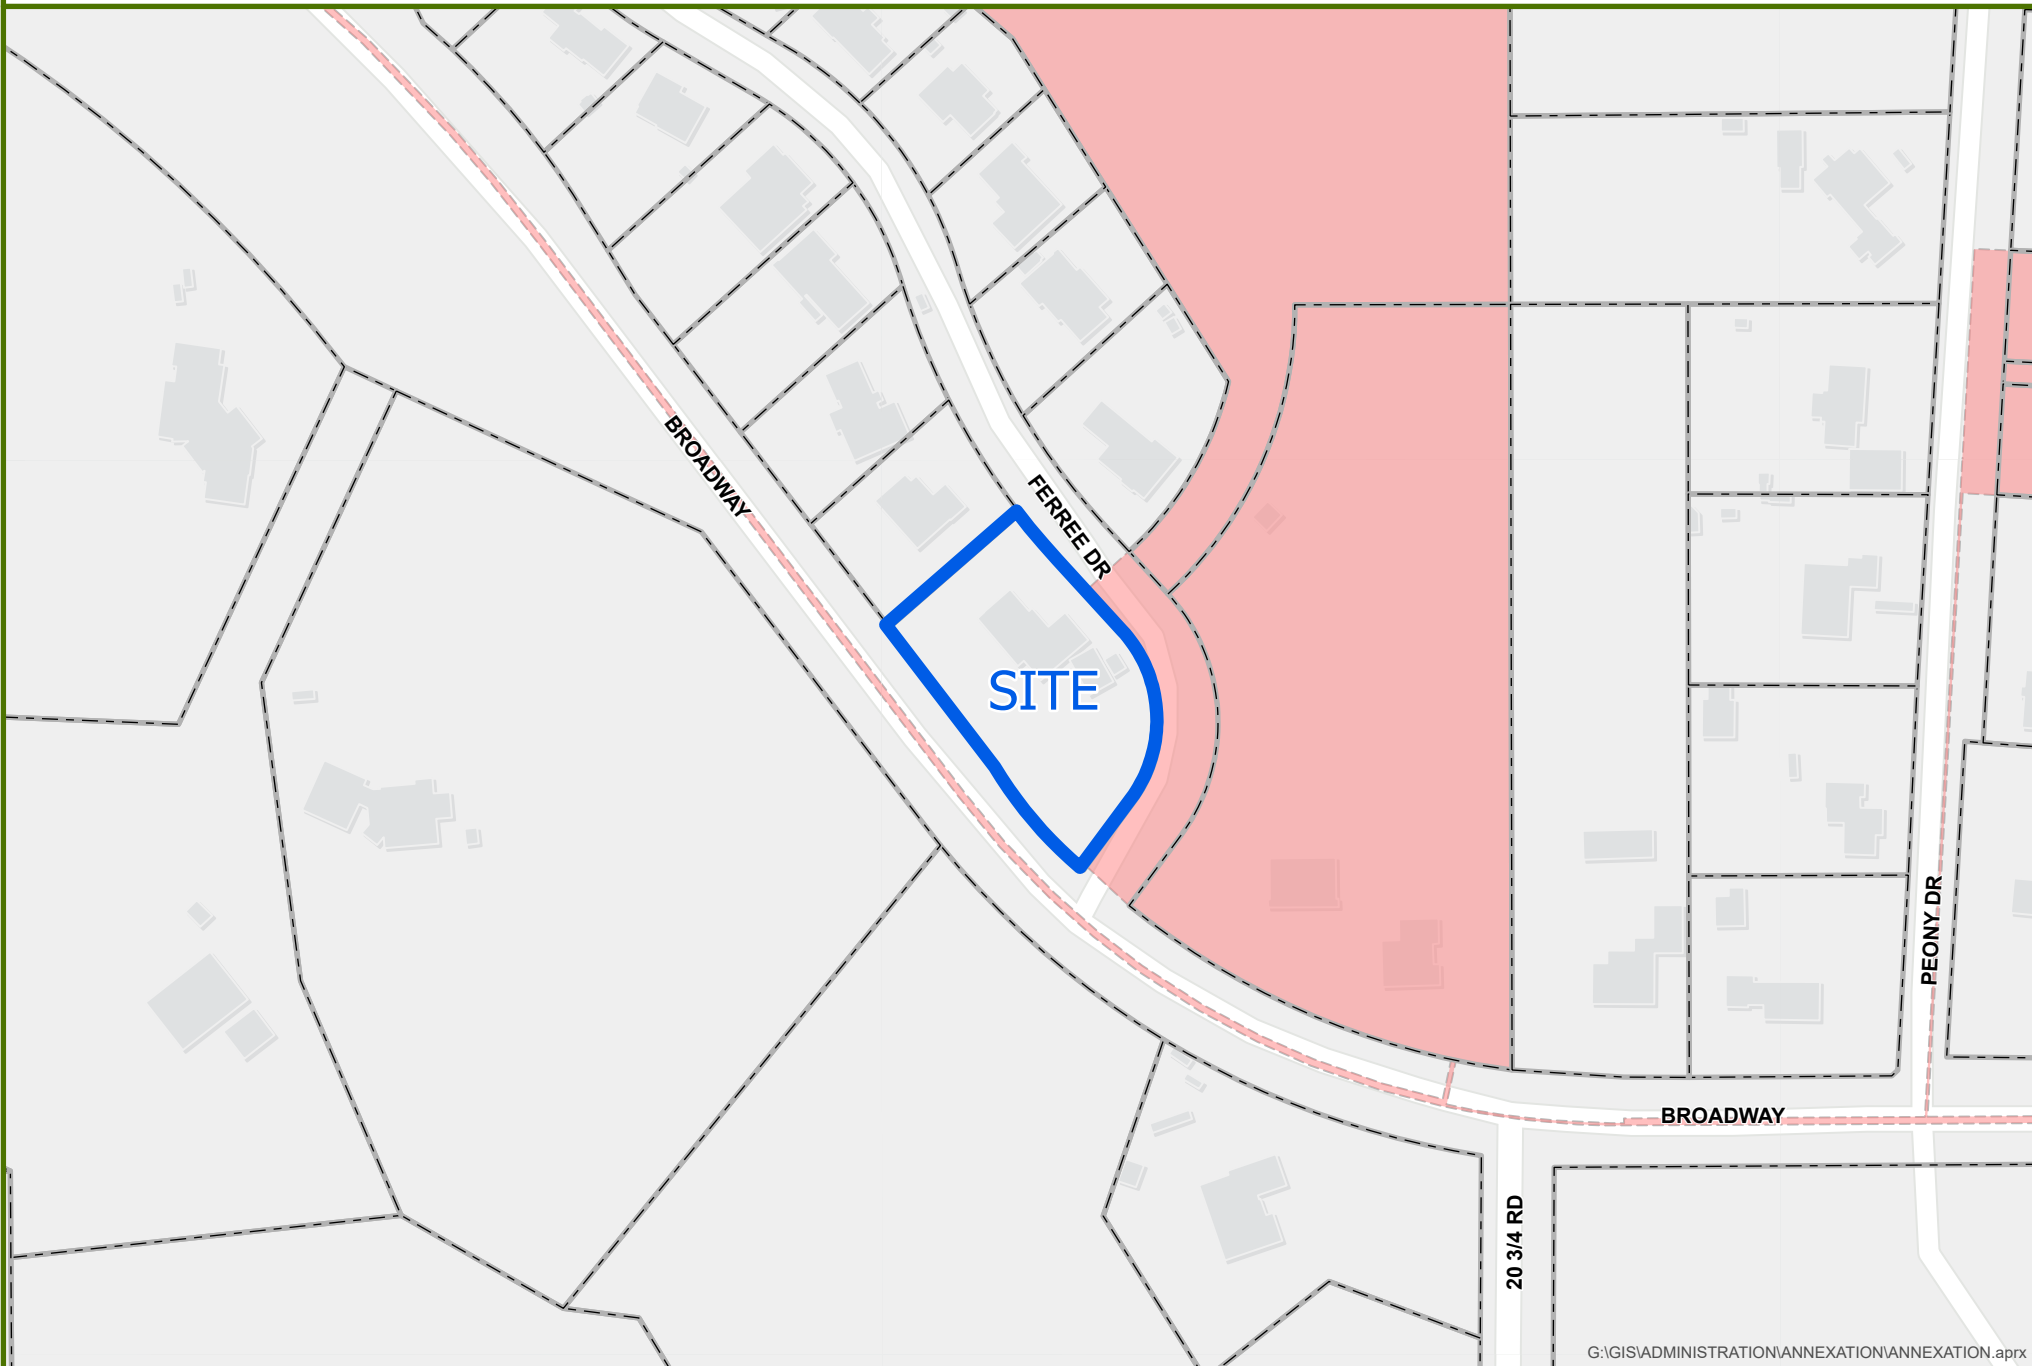 BROADWAY
FERREE DR
SITE
PEONY DR
BROADWAY
20 3/4 RD
G:\GIS\ADMINISTRATION\ANNEXATION\ANNEXATION.aprx